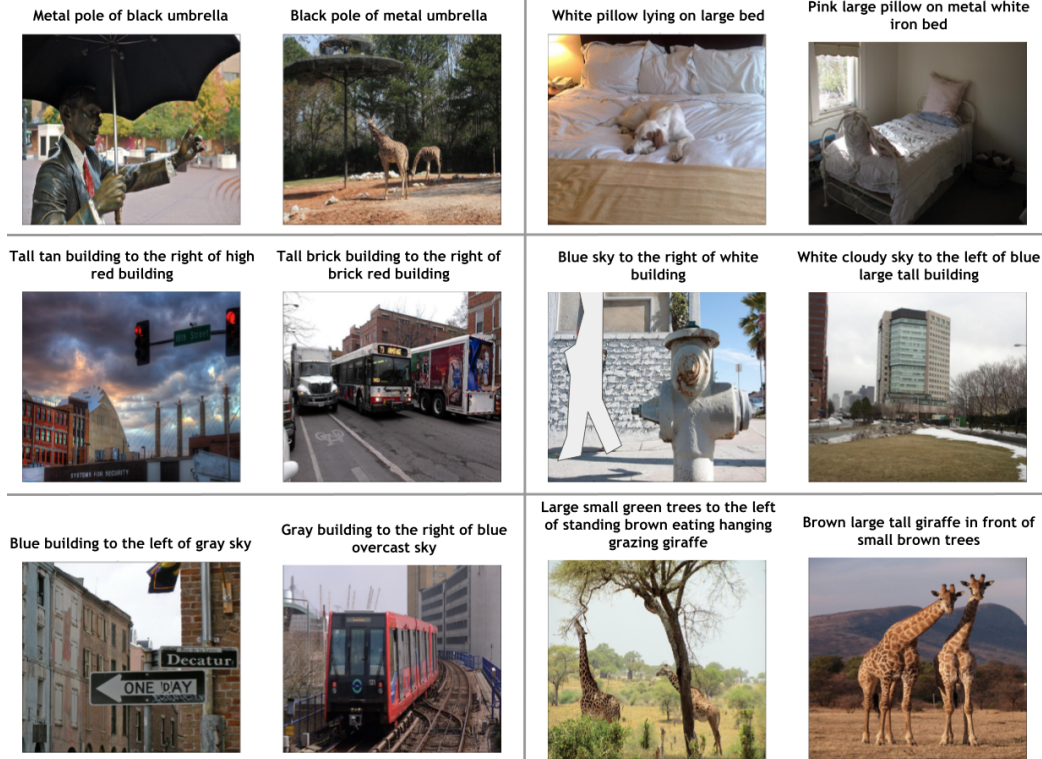 Metal pole of black umbrella
Black pole of metal umbrella
White pillow lying on large bed
Pink large pillow on metal white
iron bed
Tall tan building to the right of high
red building
Tall brick building to the right of
brick red building
Blue sky to the right of white
building
White cloudy sky to the left of blue
large tall building
SYSTEMS FOR SECURITY
Blue building to the left of gray sky
Gray building to the right of blue
overcast sky
Large small green trees to the left
of standing brown eating hanging
grazing giraffe
Brown large tall giraffe in front of
small brown trees
Decatur
ONE DAY